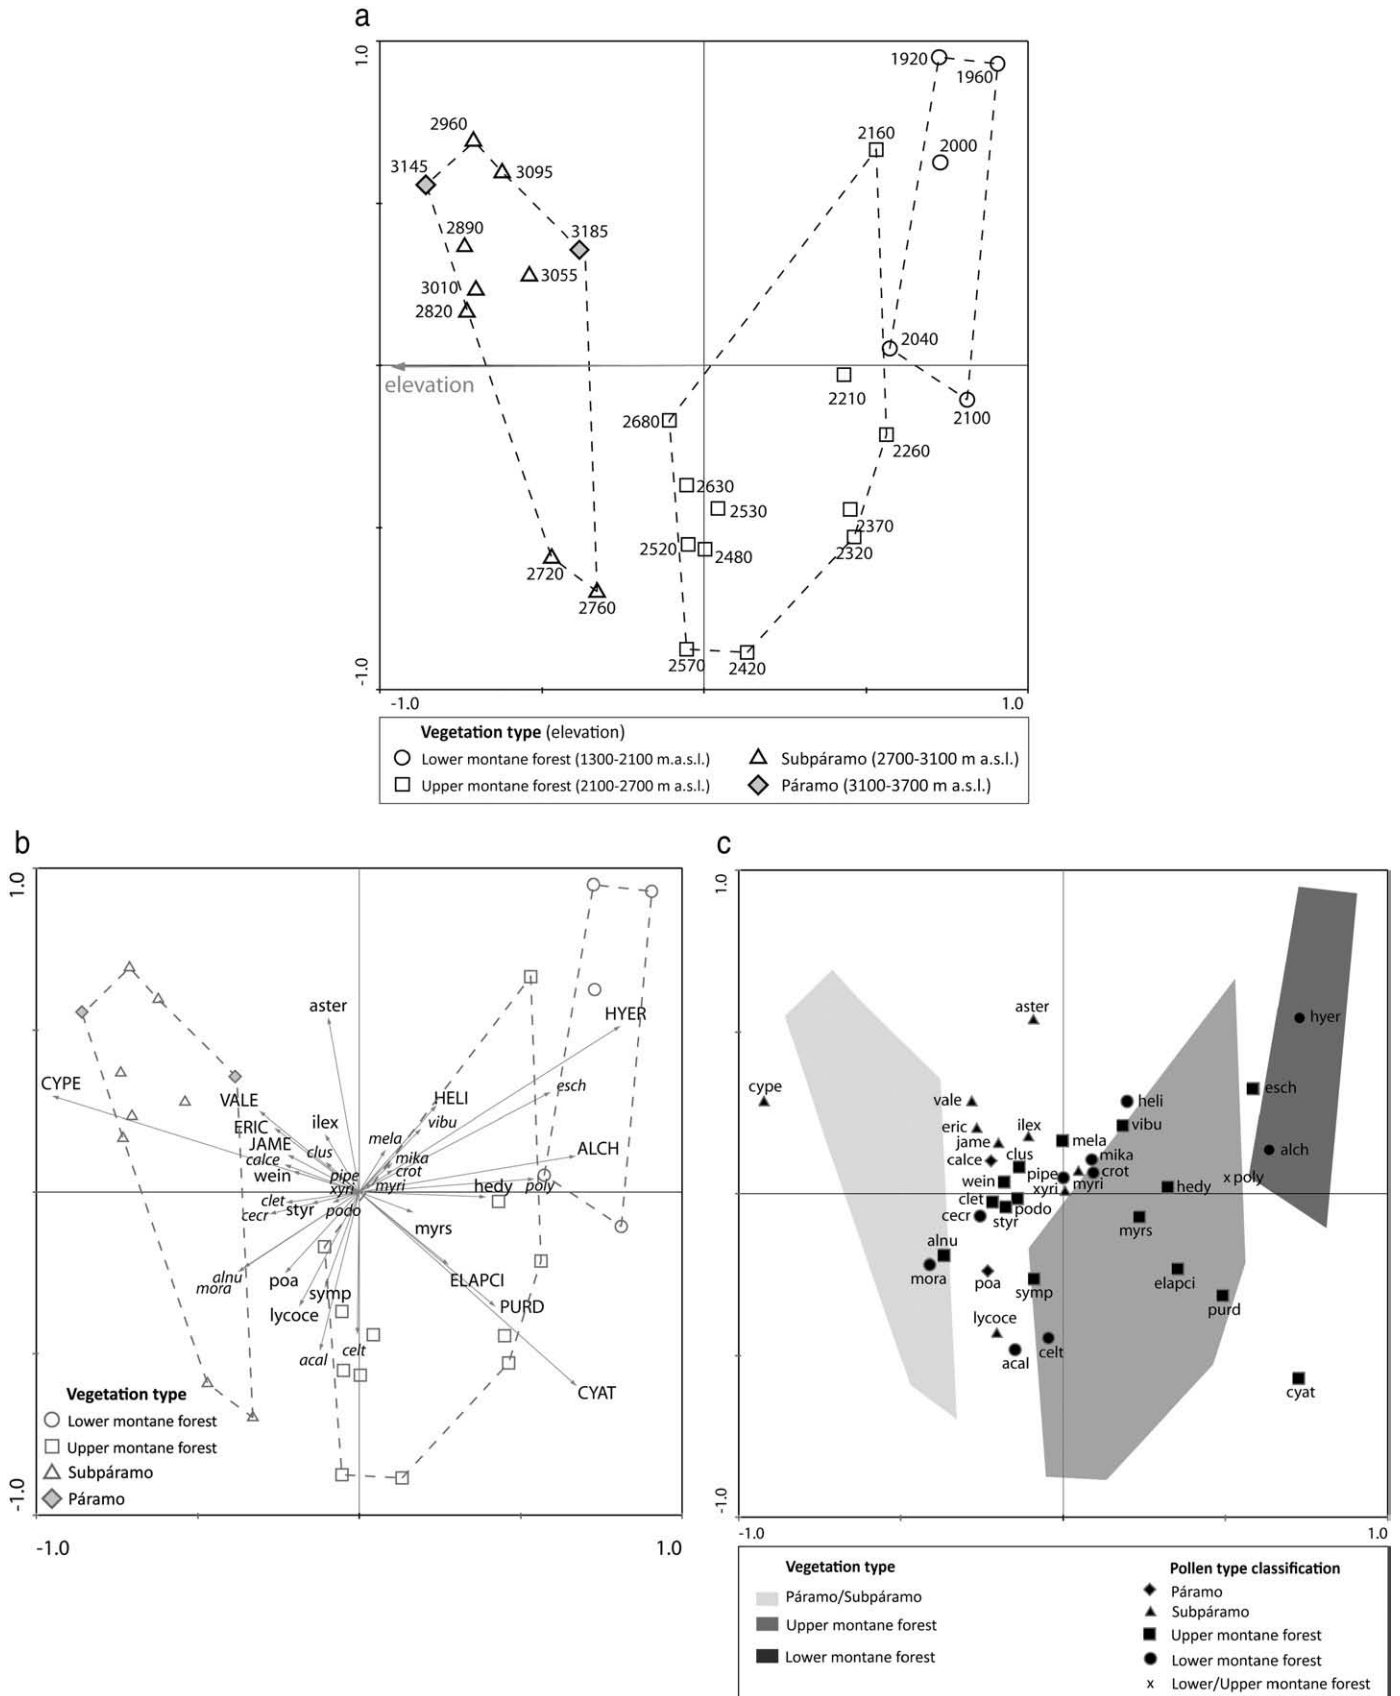 a
1.0
1920
1960
2960
2160
2000
3145
3095
2890
3185
3055
3010
2820
2040
elevation
2210
2100
2680
2260
2630
2530
2370
2520
2480
2320
2720
2760
2570
2420
-1.0
-1.0
1.0
Vegetation type (elevation)
Lower montane forest (1300-2100 m.a.s.l.)
Subpáramo (2700-3100 m a.s.l.)
Upper montane forest (2100-2700 m a.s.l.)
Páramo (3100-3700 m a.s.l.)
b
1.0
aster
HYER
CYPE
esch
VALE
HELI
ilex
vibu
ERIC
mela
JAME
clus
ALCH
calce
mika
wein
pipe
crot
xyri
myri
hedy
poly
clet
styr
podo
cecr
myrs
alnu
poa
ELAPCI
mora
symp
PURD
lycoce
celt
acal
CYAT
Vegetation type
Lower montane forest
Upper montane forest
Subpáramo
Páramo
-1.0
-1.0
1.0
c
1.0
aster
hyer
cype
esch
vale
heli
eric
ilex
vibu
jame
mela
clus
mika
alch
calce
crot
wein
pipe
myri
poly
xyri
hedy
clet
podo
cecr
styr
myrs
alnu
mora
poa
symp
elapci
purd
lycoce
acal
celt
cyat
-1.0
-1.0
1.0
Vegetation type
Páramo/Subpáramo
Upper montane forest
Lower montane forest
Pollen type classification
Páramo
Subpáramo
Upper montane forest
Lower montane forest
x Lower/Upper montane forest